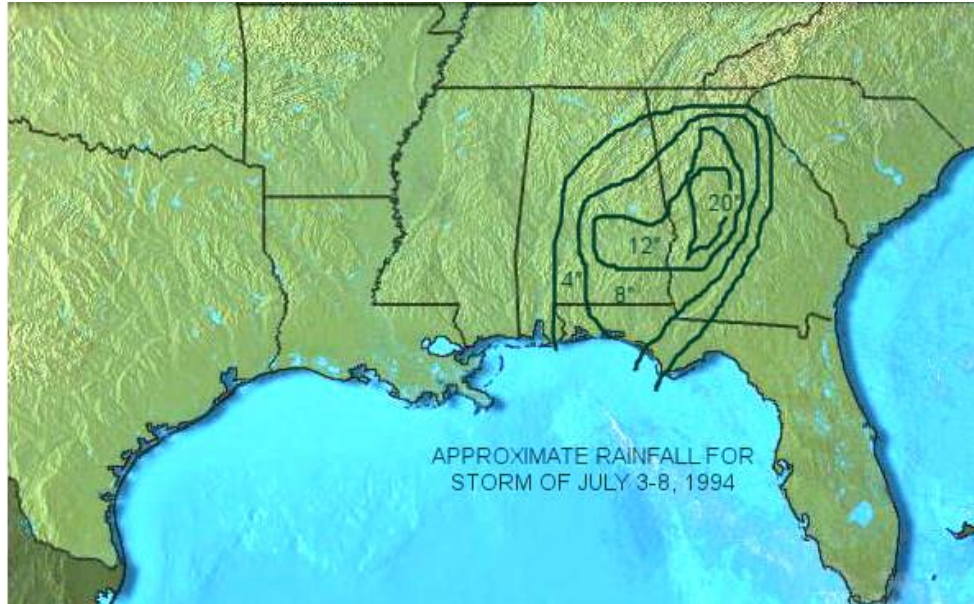 20"
12"
4"
8"
APPROXIMATE RAINFALL FOR
STORM OF JULY 3-8, 1994